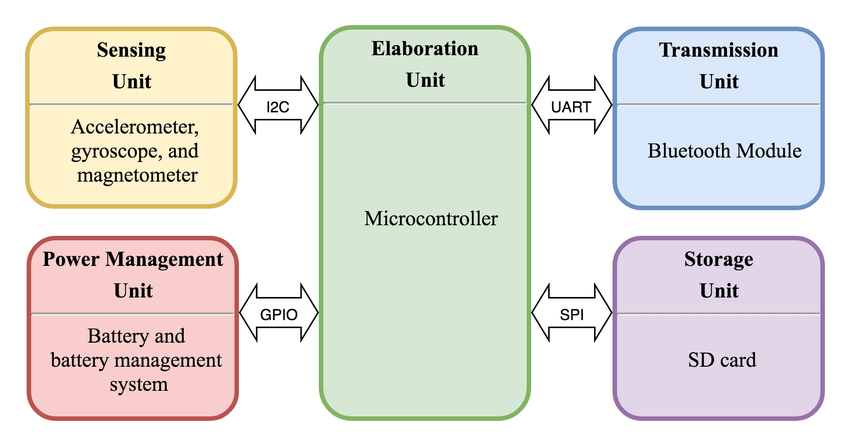 Sensing
Unit
Accelerometer,
gyroscope, and
magnetometer
I2C
Elaboration
Unit
Microcontroller
UART
Transmission
Unit
Bluetooth Module
Power Management
Unit
Battery and
battery management
system
GPIO
SPI
Storage
Unit
SD card